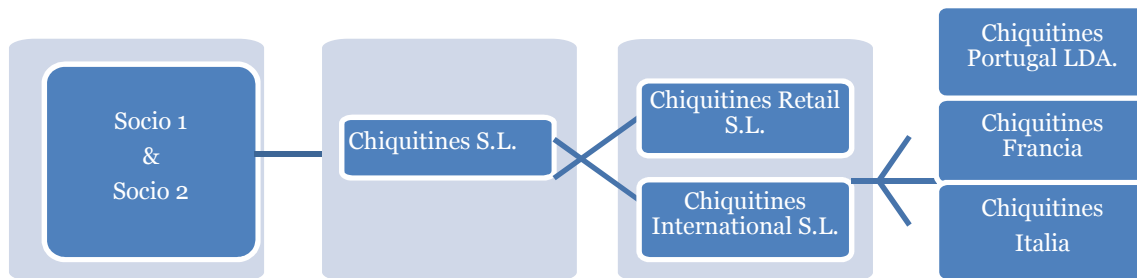 Socio 1
&
Socio 2
Chiquitines S.L.
Chiquitines Retail
S.L.
Chiquitines
International S.L.
Chiquitines
Portugal LDA.
Chiquitines
Francia
Chiquitines
Italia